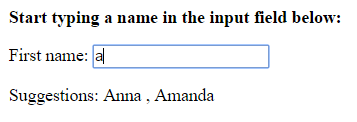 Start typing a name in the input field below:
First name: a
Suggestions: Anna , Amanda